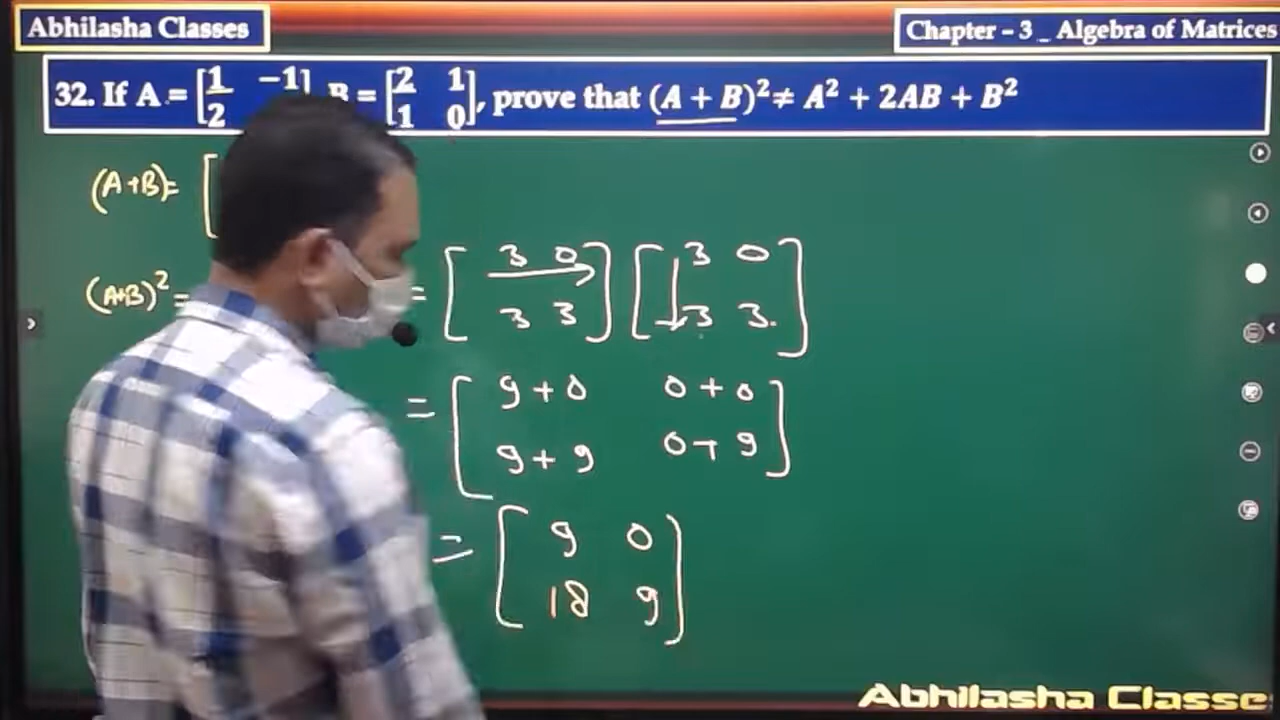 Abhilasha Classes
Chapter - 3 _ Algebra of Matrices
32. If A = [1 -1] B = [2 1], prove that (A + B)² ≠ A² + 2AB + B²
[2 [1 0]
(A+B)= [
(A+B)² = = [3 0] [3 0]
[3 3] [3 3.]
= [9+0 0+0]
[9+9 0+9]
= [9 0]
[18 9]
Abhilasha Classe